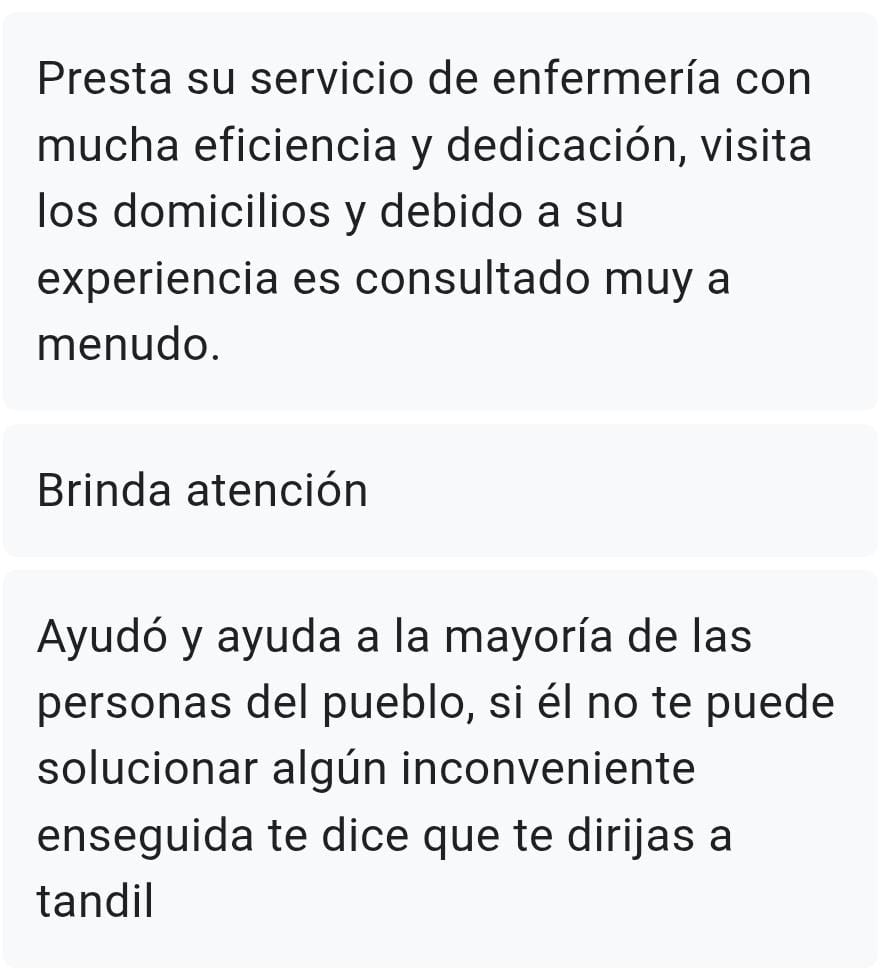 Presta su servicio de enfermería con
mucha eficiencia y dedicación, visita
los domicilios y debido a su
experiencia es consultado muy a
menudo.
Brinda atención
Ayudó y ayuda a la mayoría de las
personas del pueblo, si él no te puede
solucionar algún inconveniente
enseguida te dice que te dirijas a
tandil